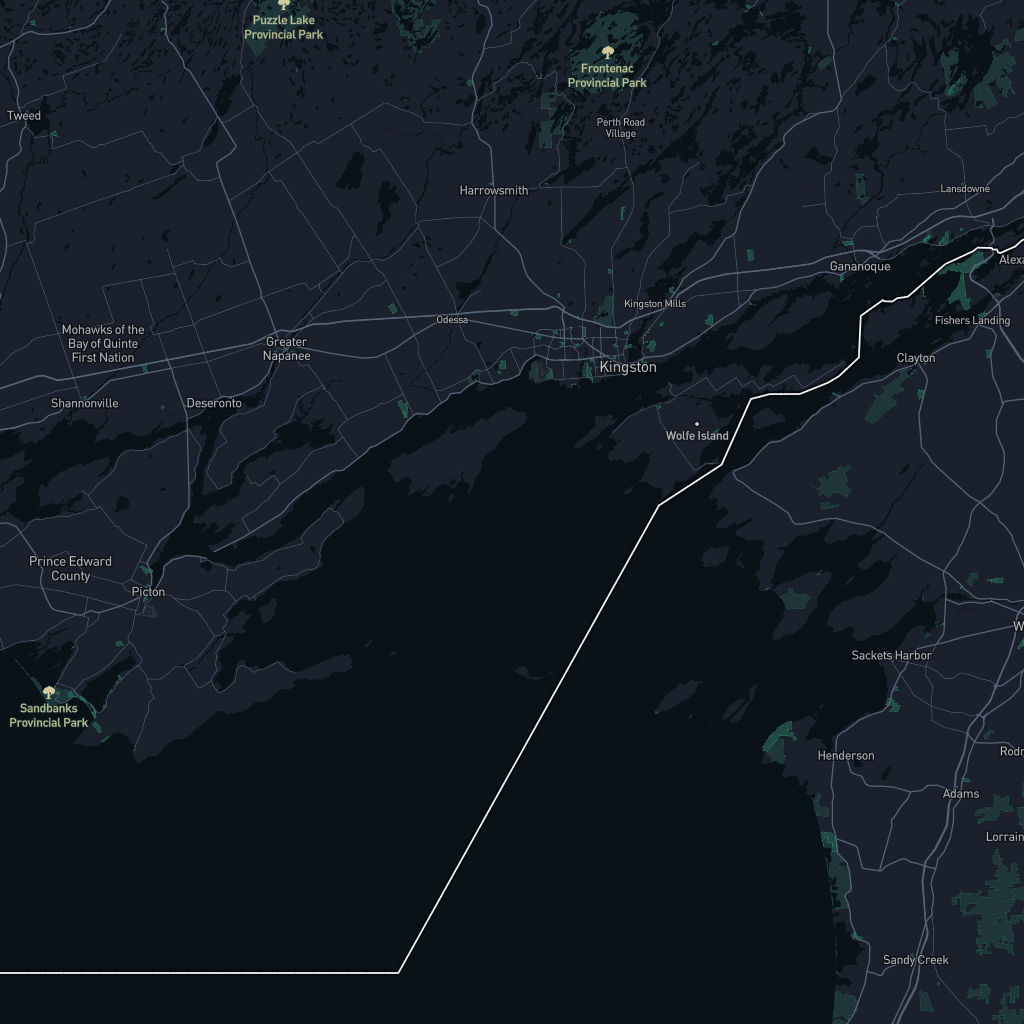 Puzzle Lake
Provincial Park
Frontenac
Provincial Park
Tweed
Perth Road
Village
Harrowsmith
Lansdowne
Gananoque
Alexa
Kingston Mills
Odessa
Fishers Landing
Mohawks of the
Bay of Quinte
First Nation
Greater
Napanee
Clayton
Kingston
Shannonville
Deseronto
Wolfe Island
Prince Edward
County
Picton
W
Sackets Harbor
Sandbanks
Provincial Park
Henderson
Rodr
Adams
Lorrain
Sandy Creek